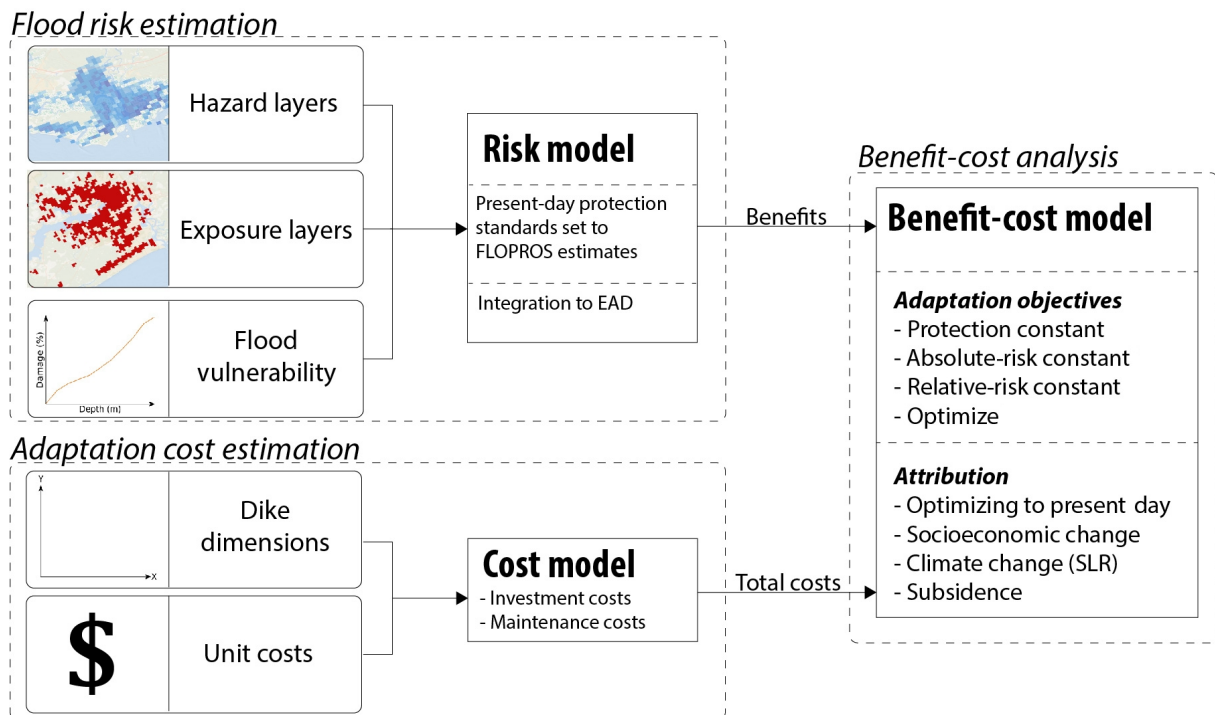 Flood risk estimation
Hazard layers
Exposure layers
Damage (%)
Depth (m)
Flood
vulnerability
Risk model
Present-day protection
standards set to
FLOPROS estimates
Integration to EAD
Benefits
Adaptation cost estimation
Y
X
Dike
dimensions
$
Unit costs
Cost model
- Investment costs
- Maintenance costs
Total costs
Benefit-cost analysis
Benefit-cost model
Adaptation objectives
- Protection constant
- Absolute-risk constant
- Relative-risk constant
- Optimize
Attribution
- Optimizing to present day
- Socioeconomic change
- Climate change (SLR)
- Subsidence